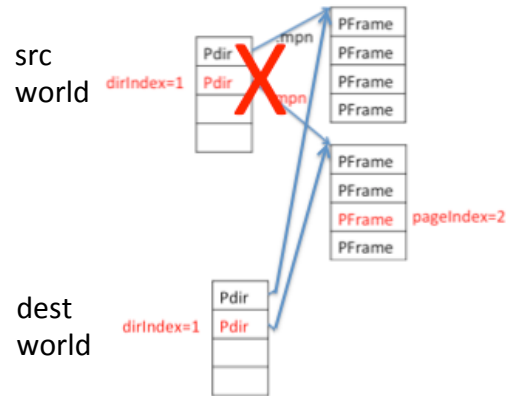 src
world
dirIndex=1
Pdir
Pdir
.mpn
mpn
PFrame
PFrame
PFrame
PFrame
PFrame
PFrame
PFrame
pageIndex=2
PFrame
dest
world
dirIndex=1
Pdir
Pdir